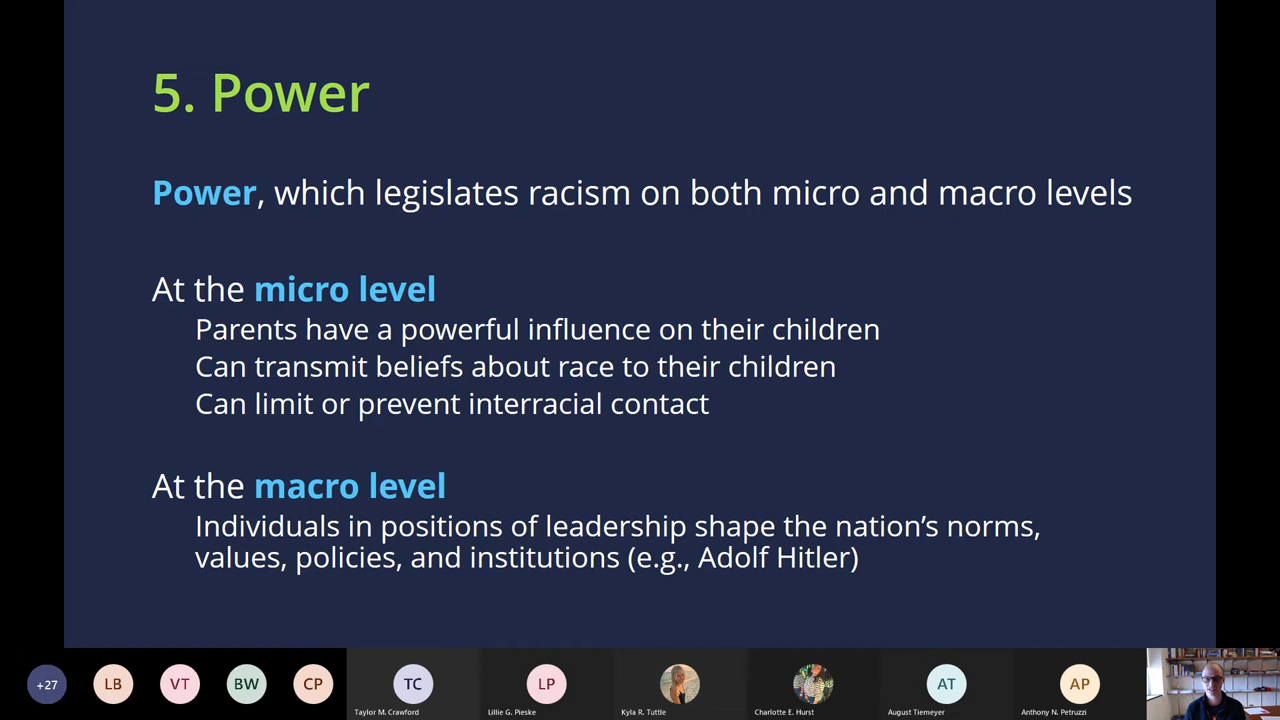 5. Power
Power, which legislates racism on both micro and macro levels
At the micro level
Parents have a powerful influence on their children
Can transmit beliefs about race to their children
Can limit or prevent interracial contact
At the macro level
Individuals in positions of leadership shape the nation’s norms,
values, policies, and institutions (e.g., Adolf Hitler)
+27
LB
VT
BW
CP
TC
LP
AT
AP
Taylor M. Crawford
Lillie G. Pieske
Kyla R. Tuttle
Charlotte E. Hurst
August Tiemeyer
Anthony N. Petruzzi